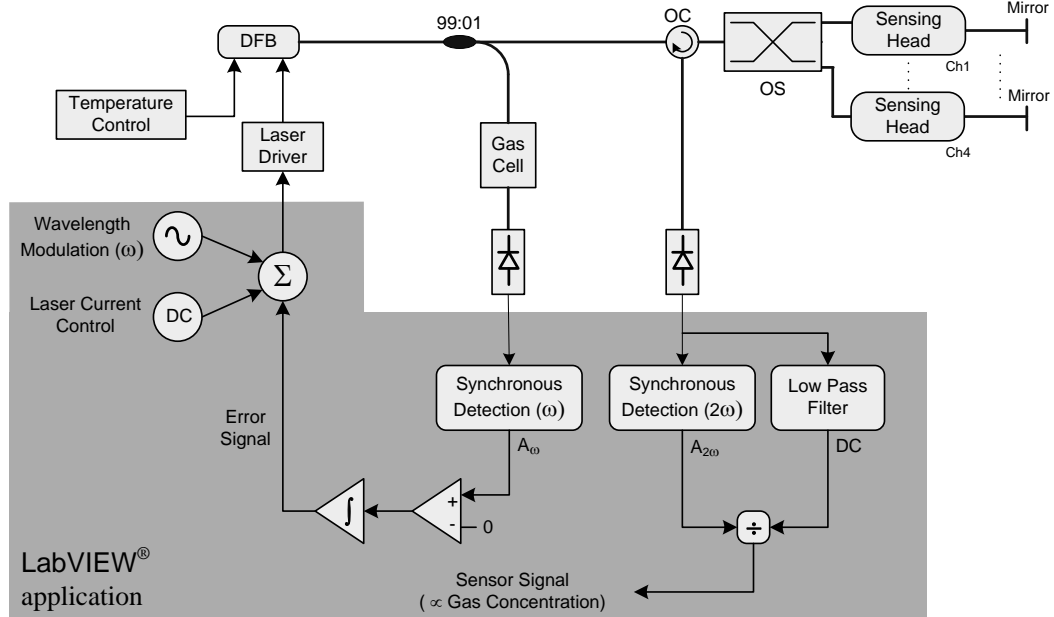 DFB
99:01
OC
OS
Sensing
Head
Ch1
Mirror
Sensing
Head
Ch4
Mirror
Temperature
Control
Laser
Driver
Gas
Cell
Wavelength
Modulation (ω)
Σ
Laser Current
Control
DC
Synchronous
Detection (ω)
Synchronous
Detection (2ω)
Low Pass
Filter
Error
Signal
Aω
A2ω
DC
∫
+
-
0
÷
LabVIEW®
application
Sensor Signal
( ∝ Gas Concentration)